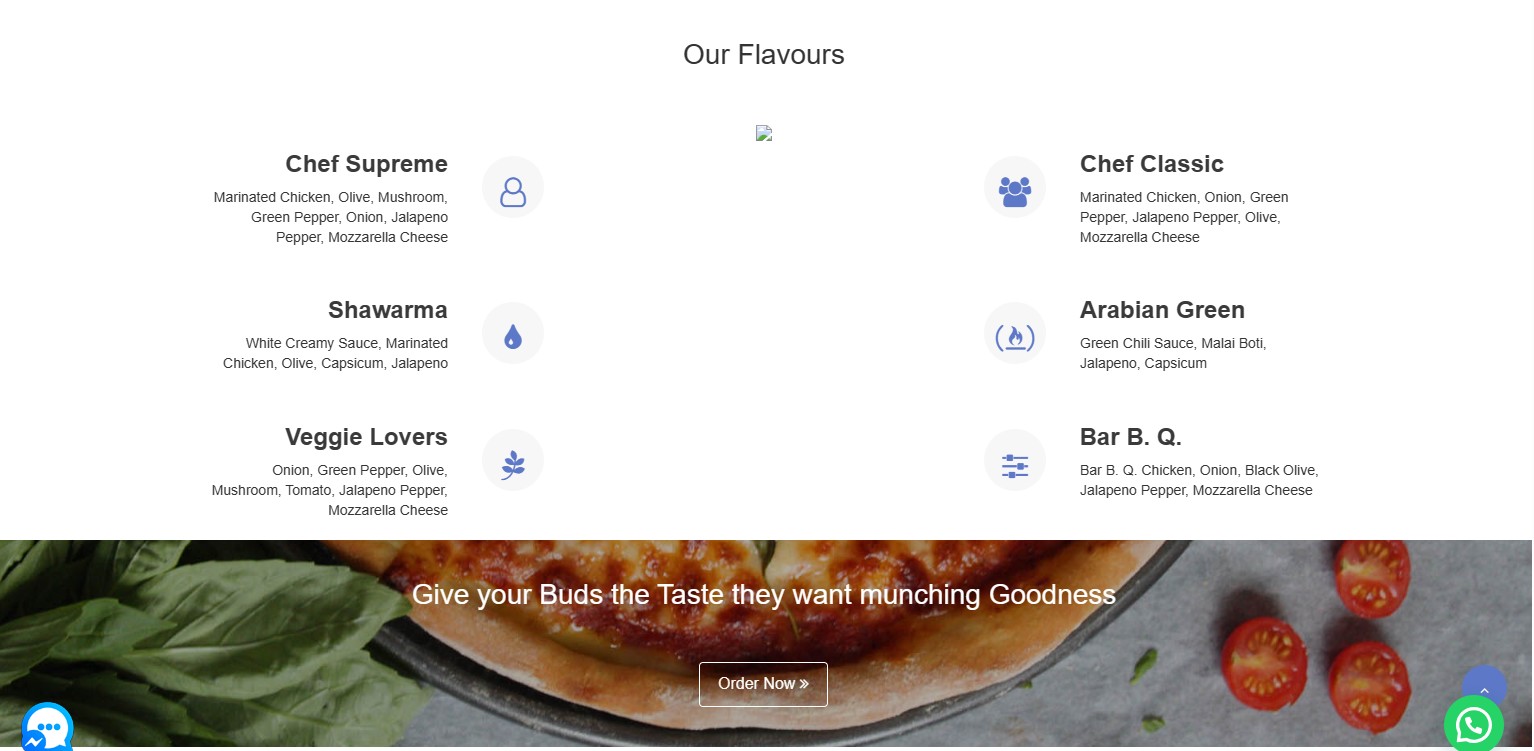 Our Flavours
Chef Supreme
Marinated Chicken, Olive, Mushroom,
Green Pepper, Onion, Jalapeno
Pepper, Mozzarella Cheese
Chef Classic
Marinated Chicken, Onion, Green
Pepper, Jalapeno Pepper, Olive,
Mozzarella Cheese
Shawarma
White Creamy Sauce, Marinated
Chicken, Olive, Capsicum, Jalapeno
Arabian Green
Green Chili Sauce, Malai Boti,
Jalapeno, Capsicum
Veggie Lovers
Onion, Green Pepper, Olive,
Mushroom, Tomato, Jalapeno Pepper,
Mozzarella Cheese
Bar B. Q.
Bar B. Q. Chicken, Onion, Black Olive,
Jalapeno Pepper, Mozzarella Cheese
Give your Buds the Taste they want munching Goodness
Order Now »